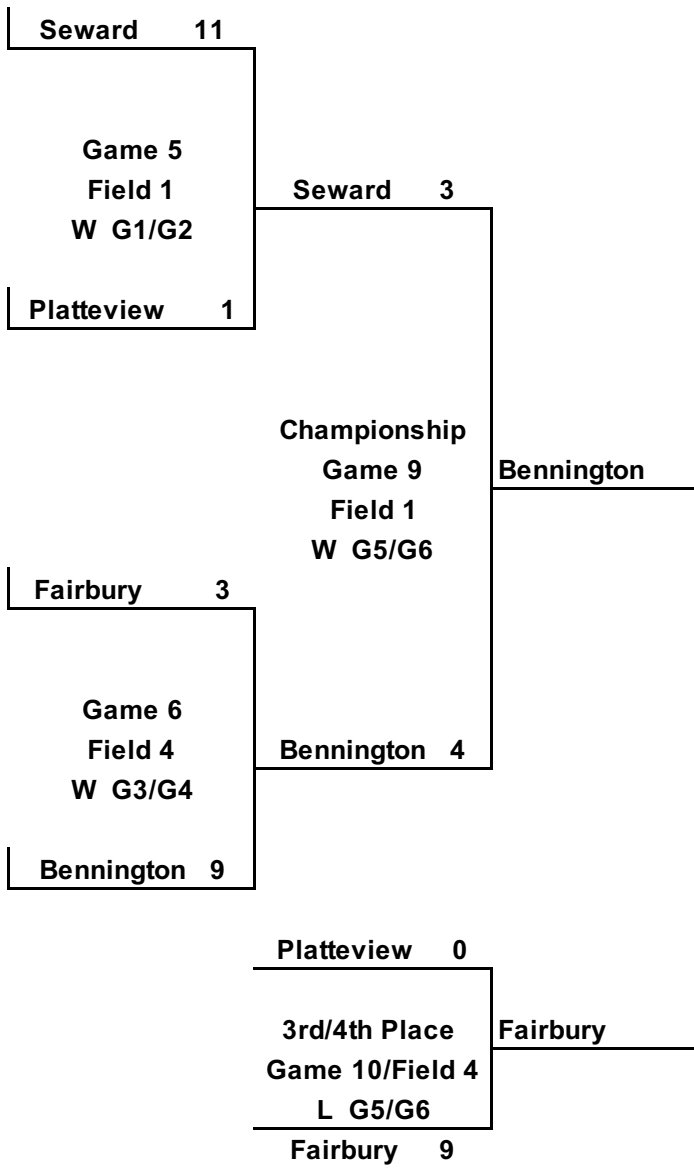 Seward 11
Game 5
Field 1
W G1/G2
Seward 3
Platteview 1
Championship
Game 9
Field 1
W G5/G6
Bennington
Fairbury 3
Game 6
Field 4
W G3/G4
Bennington 4
Bennington 9
Platteview 0
3rd/4th Place
Game 10/Field 4
L G5/G6
Fairbury
Fairbury 9